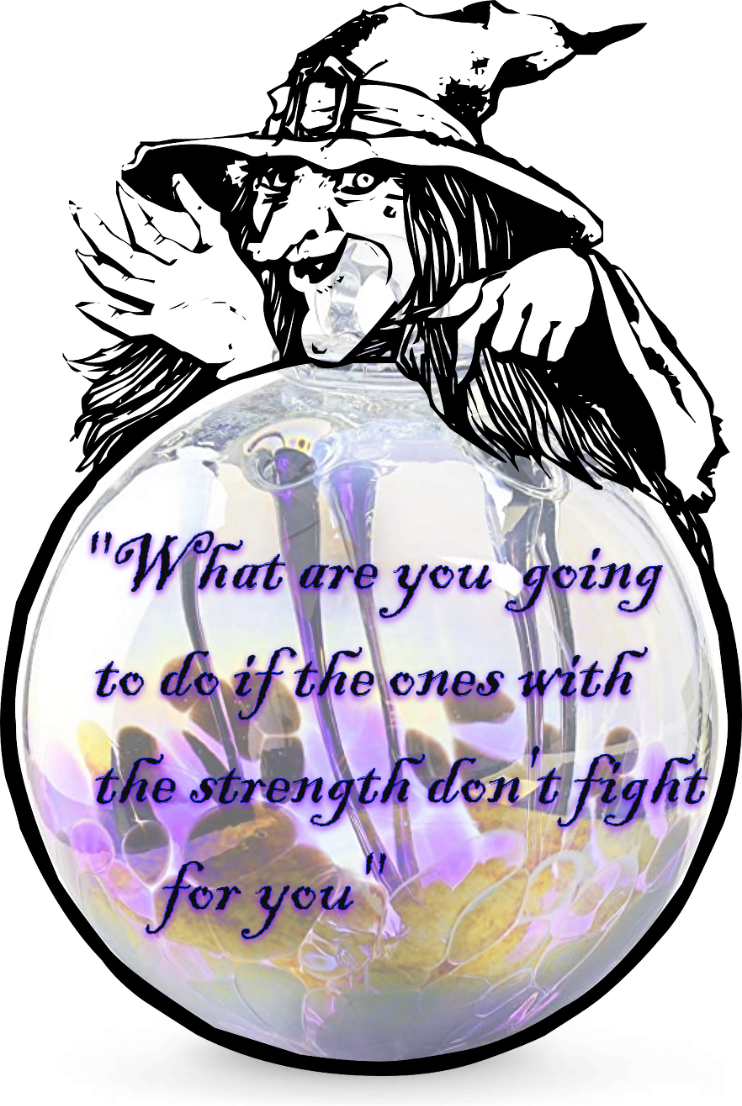 "What are you going
to do if the ones with
the strength don't fight
for you"